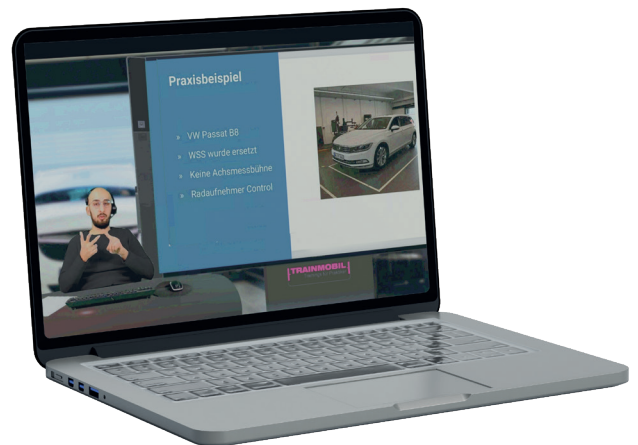 Praxisbeispiel
» VW Passat B8
» WSS wurde ersetzt
» Keine Achsmessbühne
» Radaufnehmer Control
TRAINMOBIL